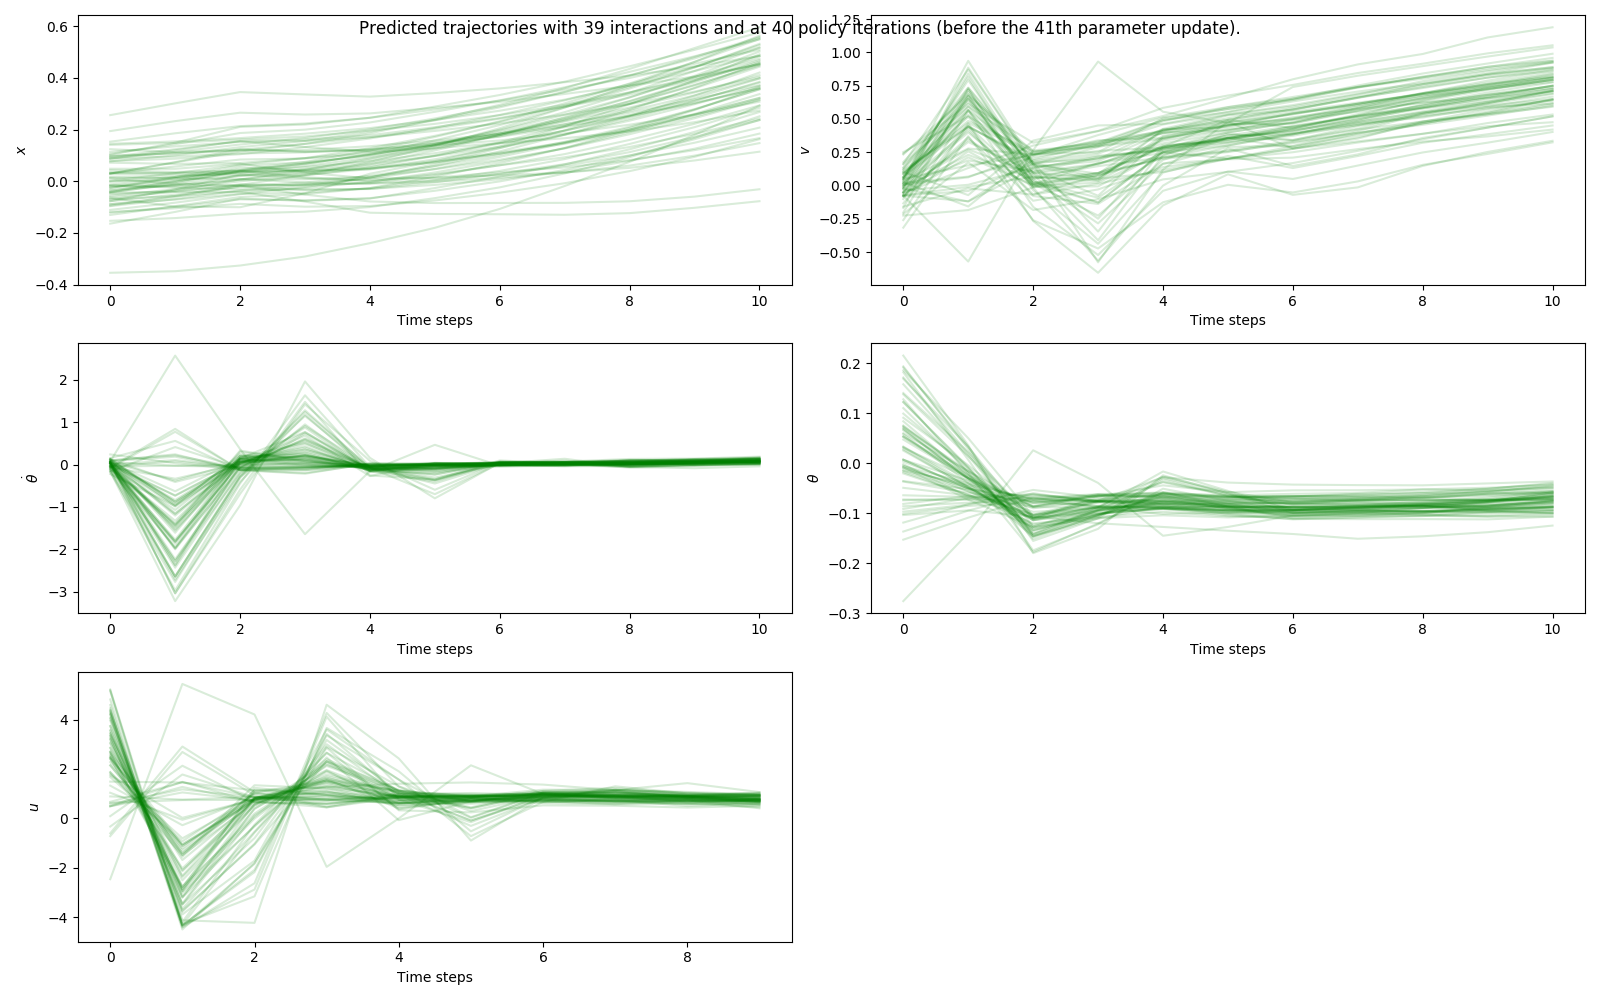 Predicted trajectories with 39 interactions and at 40 policy iterations (before the 41th parameter update).
0.6
0.4
0.2
0.0
−0.2
−0.4
x
0 2 4 6 8 10
Time steps
1.25
1.00
0.75
0.50
0.25
0.00
−0.25
−0.50
v
0 2 4 6 8 10
Time steps
2
1
0
−1
−2
−3
θ̇
0 2 4 6 8 10
Time steps
0.2
0.1
0.0
−0.1
−0.2
−0.3
θ
0 2 4 6 8 10
Time steps
4
2
0
−2
−4
u
0 2 4 6 8
Time steps